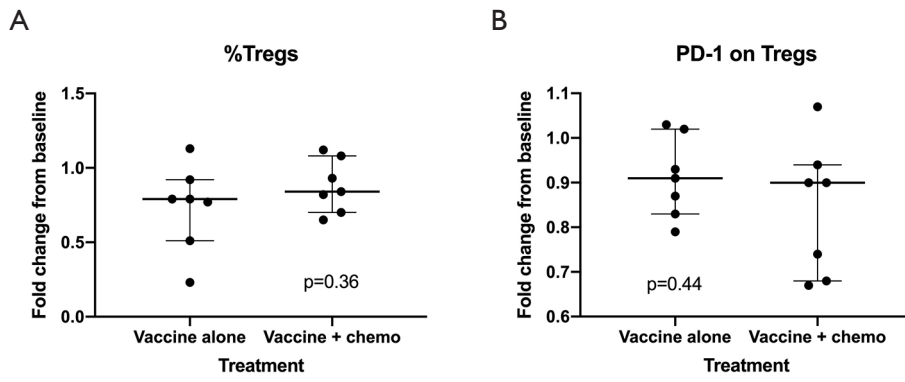 A
%Tregs
Fold change from baseline
1.5
1.0
0.5
0.0
p=0.36
Vaccine alone
Vaccine + chemo
Treatment
B
PD-1 on Tregs
Fold change from baseline
1.1
1.0
0.9
0.8
0.7
0.6
p=0.44
Vaccine alone
Vaccine + chemo
Treatment